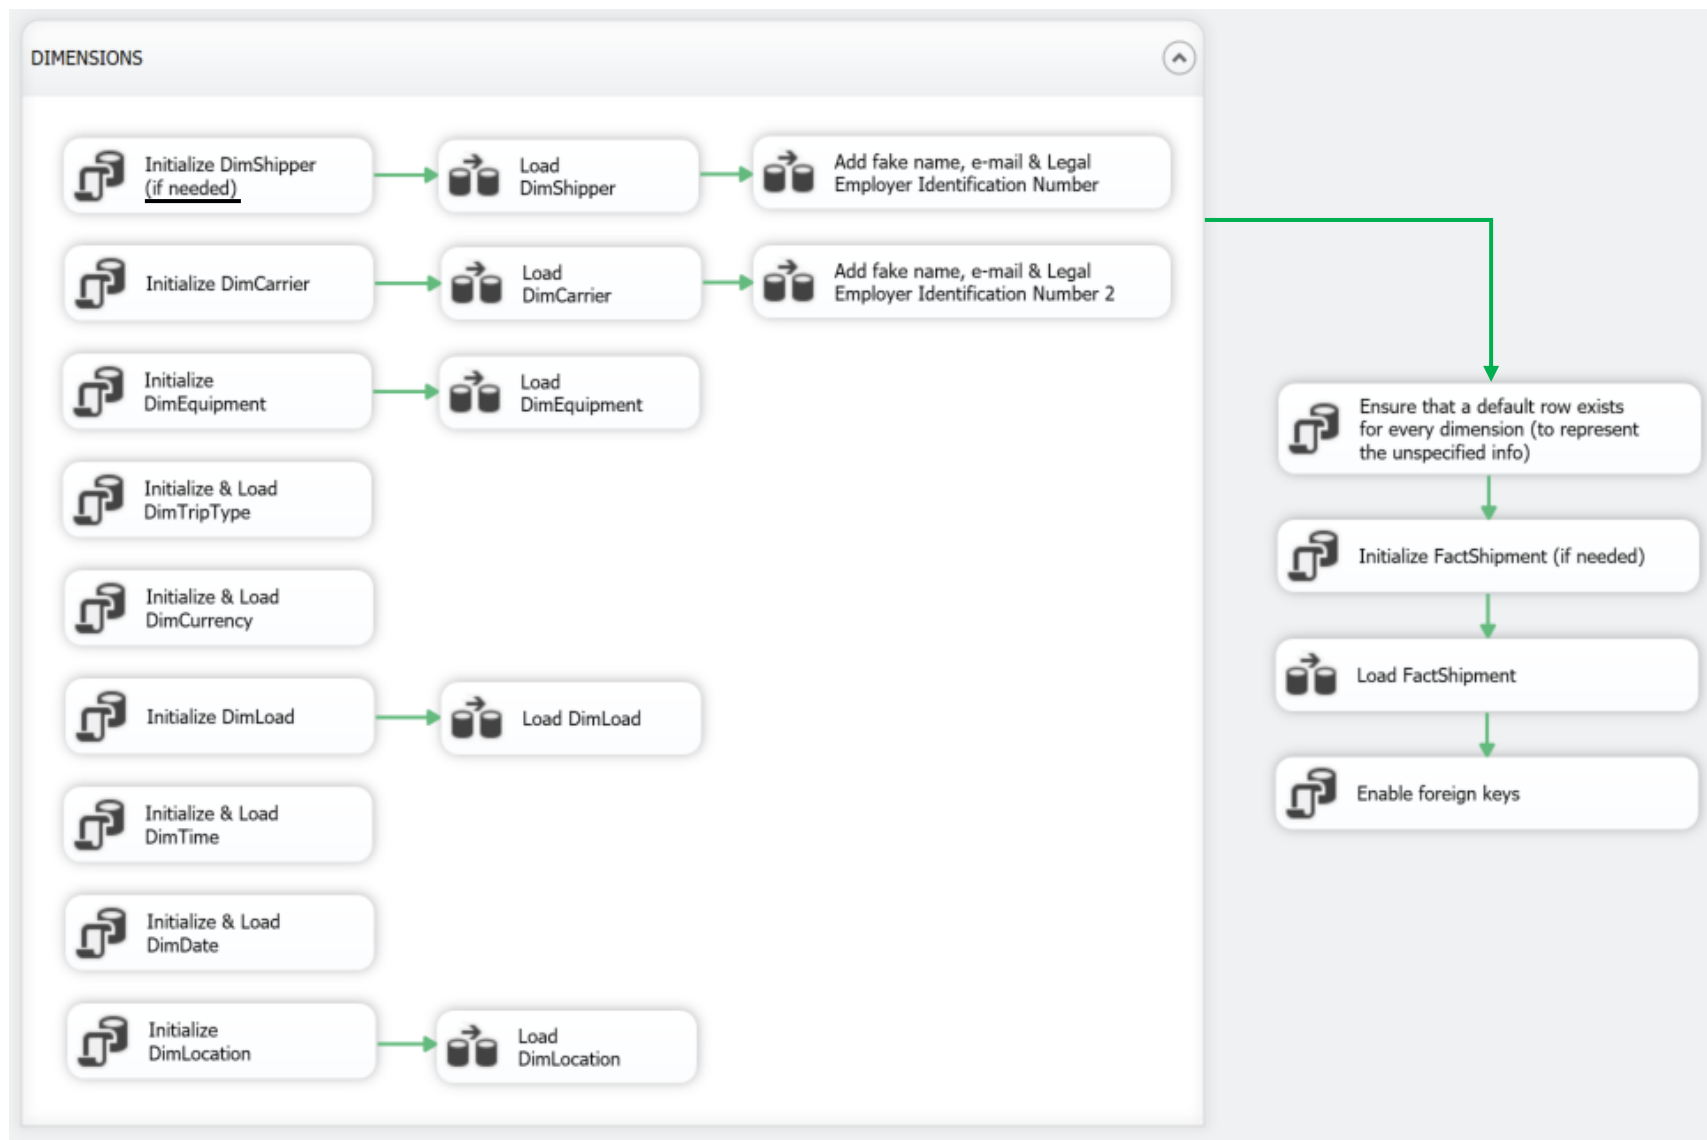 DIMENSIONS
Initialize DimShipper
(if needed)
Load
DimShipper
Add fake name, e-mail & Legal
Employer Identification Number
Initialize DimCarrier
Load
DimCarrier
Add fake name, e-mail & Legal
Employer Identification Number 2
Initialize
DimEquipment
Load
DimEquipment
Initialize & Load
DimTripType
Initialize & Load
DimCurrency
Initialize DimLoad
Load DimLoad
Initialize & Load
DimTime
Initialize & Load
DimDate
Initialize
DimLocation
Load
DimLocation
Ensure that a default row exists
for every dimension (to represent
the unspecified info)
Initialize FactShipment (if needed)
Load FactShipment
Enable foreign keys